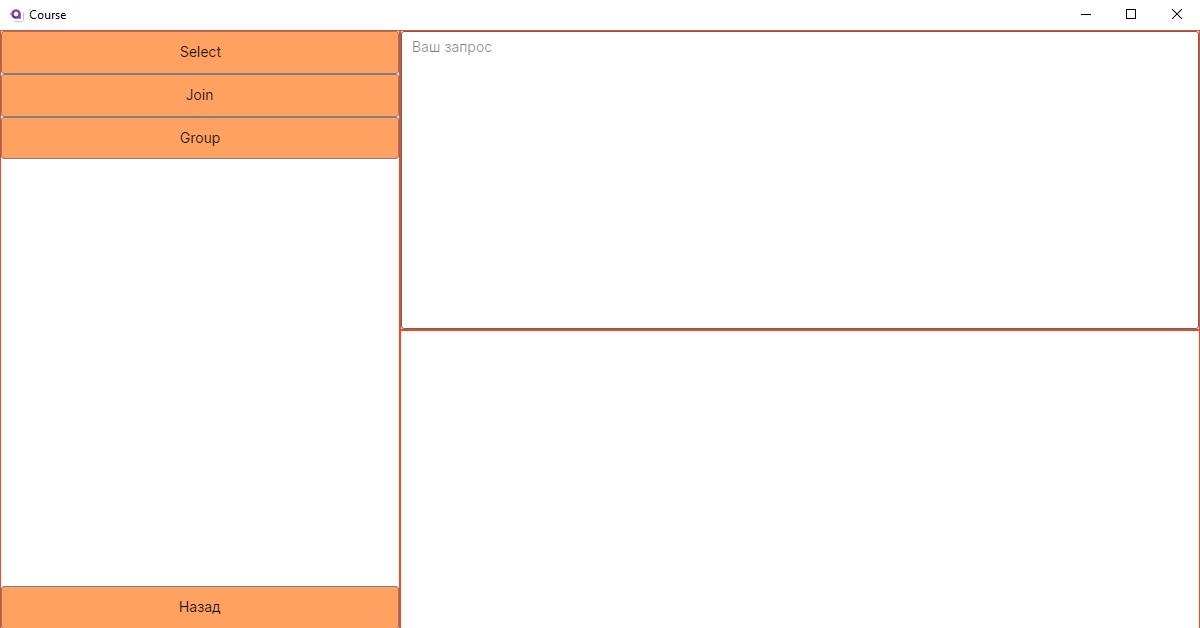 Course
Select
Join
Group
Ваш запрос
Назад